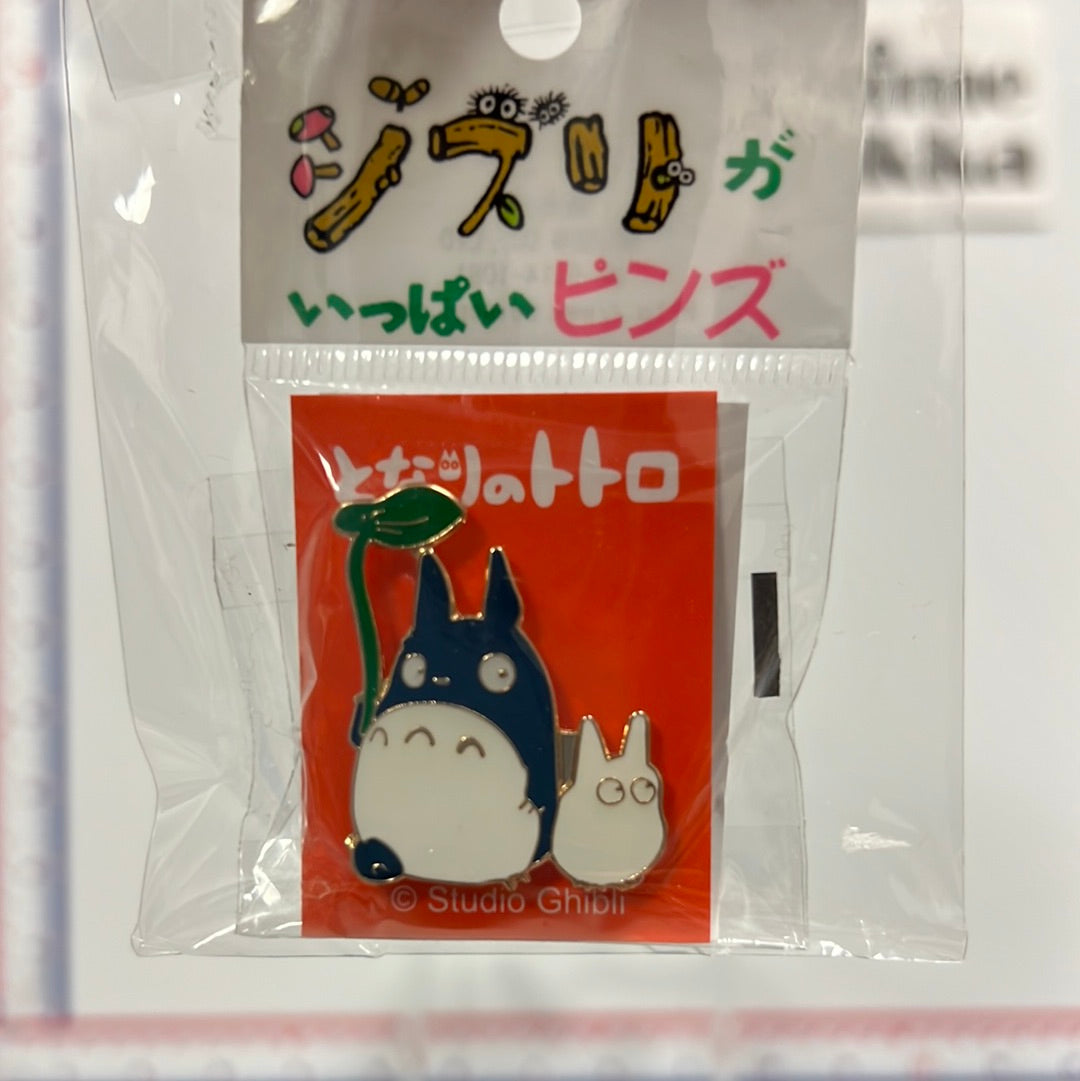 ジブリが
いっぱいピンズ
となりのトトロ
© Studio Ghibli